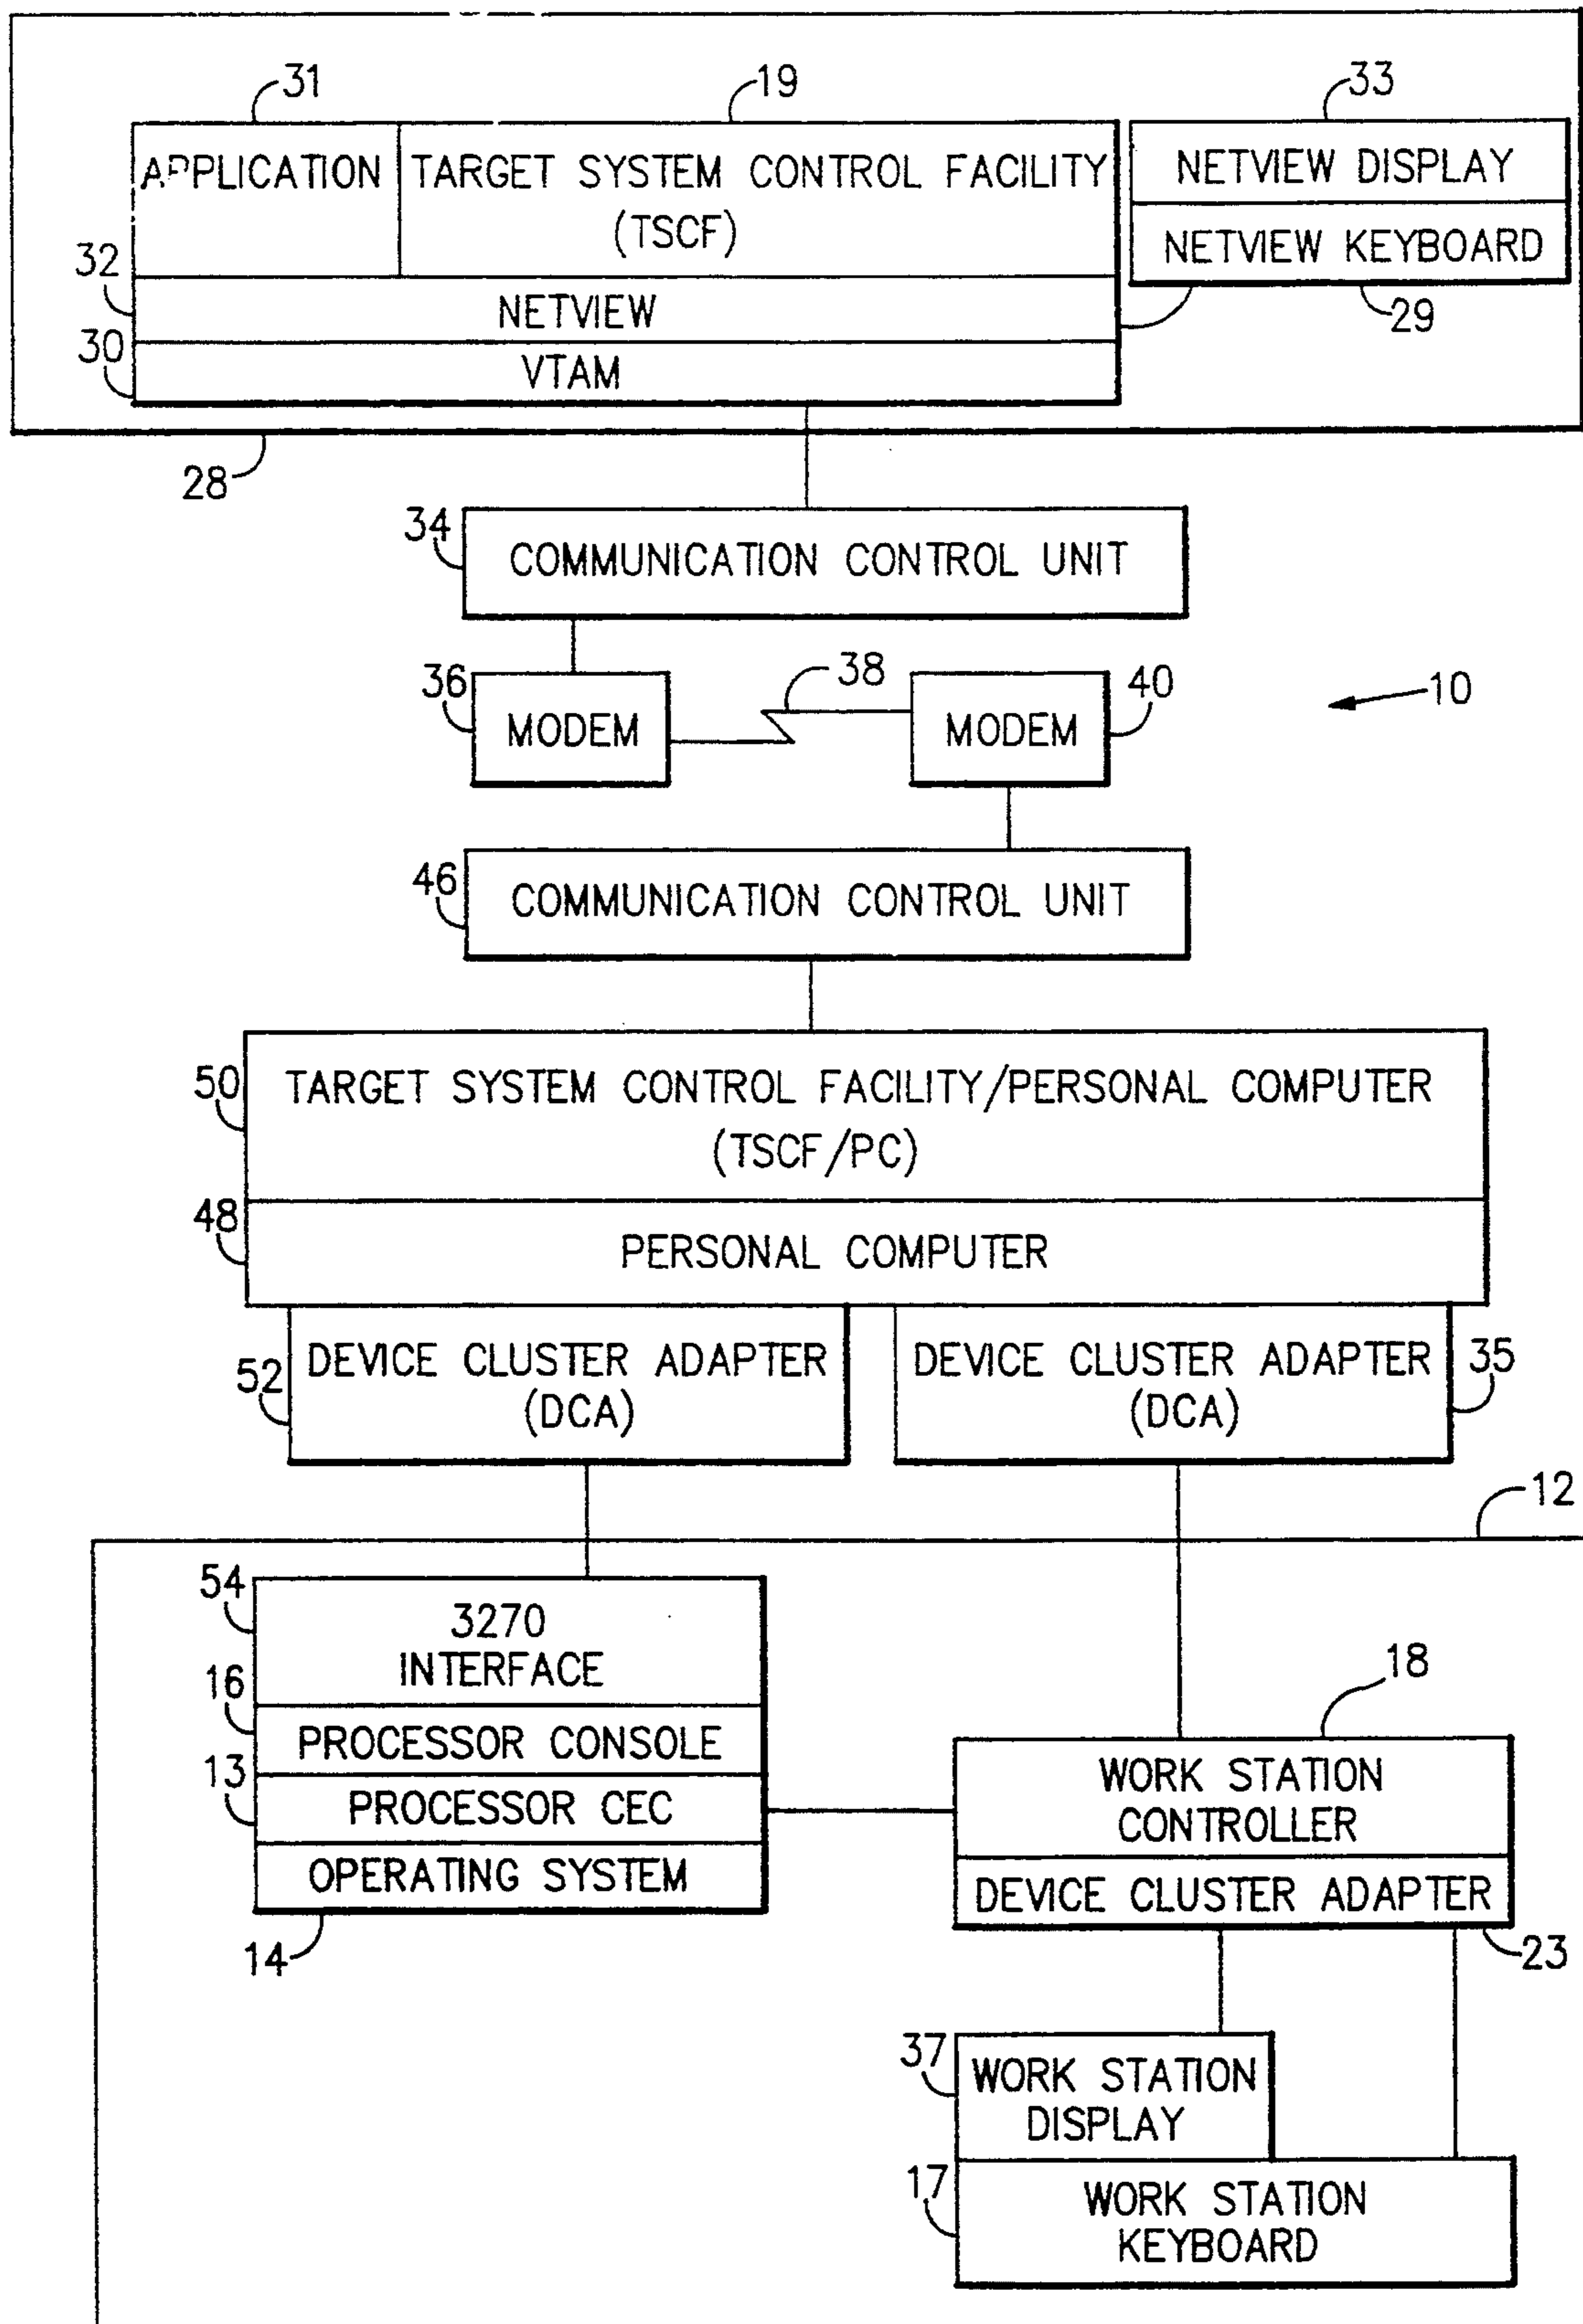 31
19
33
APPLICATION
TARGET SYSTEM CONTROL FACILITY
(TSCF)
NETVIEW DISPLAY
NETVIEW KEYBOARD
32
29
NETVIEW
30
VTAM
28
34
COMMUNICATION CONTROL UNIT
36
MODEM
38
40
MODEM
10
46
COMMUNICATION CONTROL UNIT
50
TARGET SYSTEM CONTROL FACILITY/PERSONAL COMPUTER
(TSCF/PC)
48
PERSONAL COMPUTER
52
DEVICE CLUSTER ADAPTER
(DCA)
DEVICE CLUSTER ADAPTER
(DCA)
35
12
54
3270
INTERFACE
16
PROCESSOR CONSOLE
13
PROCESSOR CEC
OPERATING SYSTEM
14
18
WORK STATION
CONTROLLER
DEVICE CLUSTER ADAPTER
23
37
WORK STATION
DISPLAY
17
WORK STATION
KEYBOARD